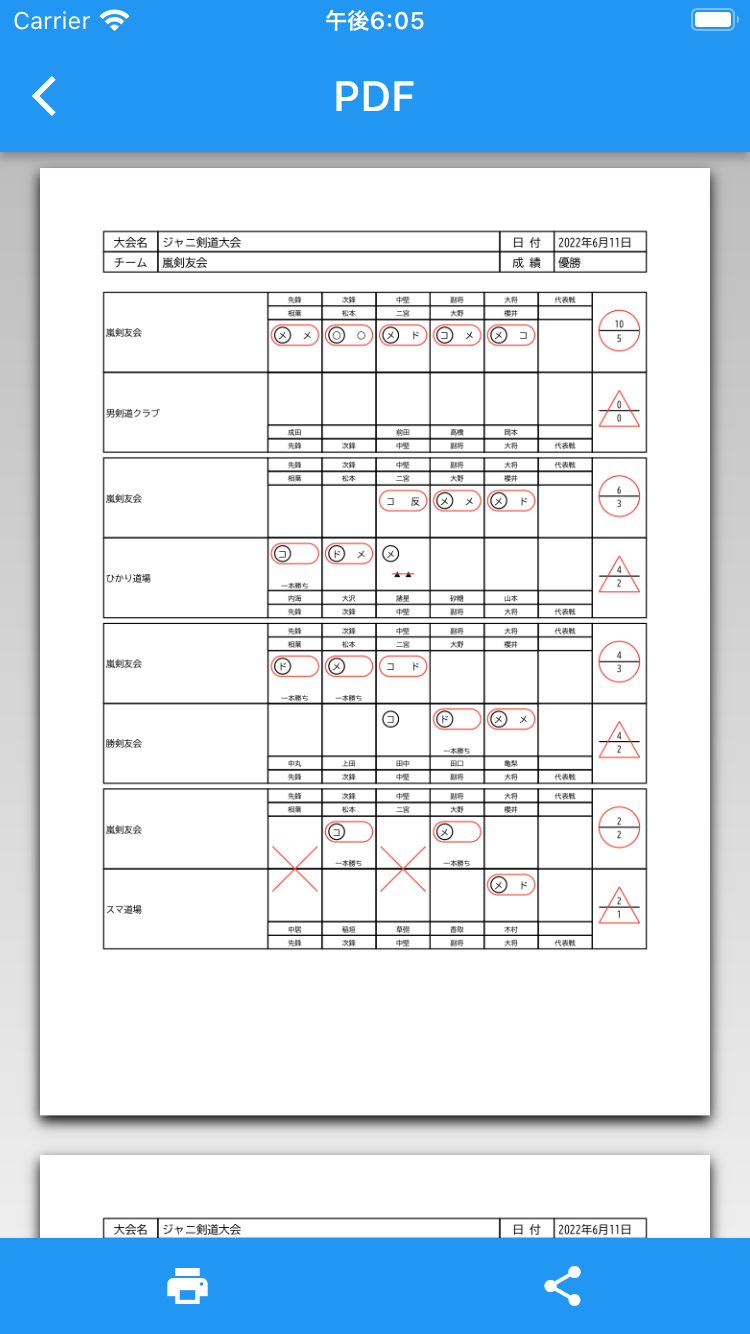 Carrier 午後6:05
PDF
大会名 ジャニ剣道大会 日 付 2022年6月11日
チーム 嵐剣友会 成 績 優勝
先鋒 次鋒 中堅 副将 大将 代表戦
相葉 松本 二宮 大野 櫻井
嵐剣友会 メ メ 〇 〇 メ ド コ メ メ コ 10 5
男剣道クラブ 0 0
成田 前田 高橋 岡本
先鋒 次鋒 中堅 副将 大将 代表戦
先鋒 次鋒 中堅 副将 大将 代表戦
相葉 松本 二宮 大野 櫻井
嵐剣友会 コ 反 メ メ メ ド 6 3
ひかり道場 コ ド メ メ 4 2
一本勝ち ▲ ▲
内海 大沢 諸星 砂糖 山本
先鋒 次鋒 中堅 副将 大将 代表戦
先鋒 次鋒 中堅 副将 大将 代表戦
相葉 松本 二宮 大野 櫻井
嵐剣友会 ド メ コ ド 4 3
一本勝ち 一本勝ち
勝剣友会 コ ド メ メ 4 2
一本勝ち
中丸 上田 田中 田口 亀梨
先鋒 次鋒 中堅 副将 大将 代表戦
先鋒 次鋒 中堅 副将 大将 代表戦
相葉 松本 二宮 大野 櫻井
嵐剣友会 コ メ 2 2
一本勝ち 一本勝ち
スマ道場 メ ド 2 1
中居 稲垣 草彅 香取 木村
先鋒 次鋒 中堅 副将 大将 代表戦
大会名 ジャニ剣道大会 日 付 2022年6月11日